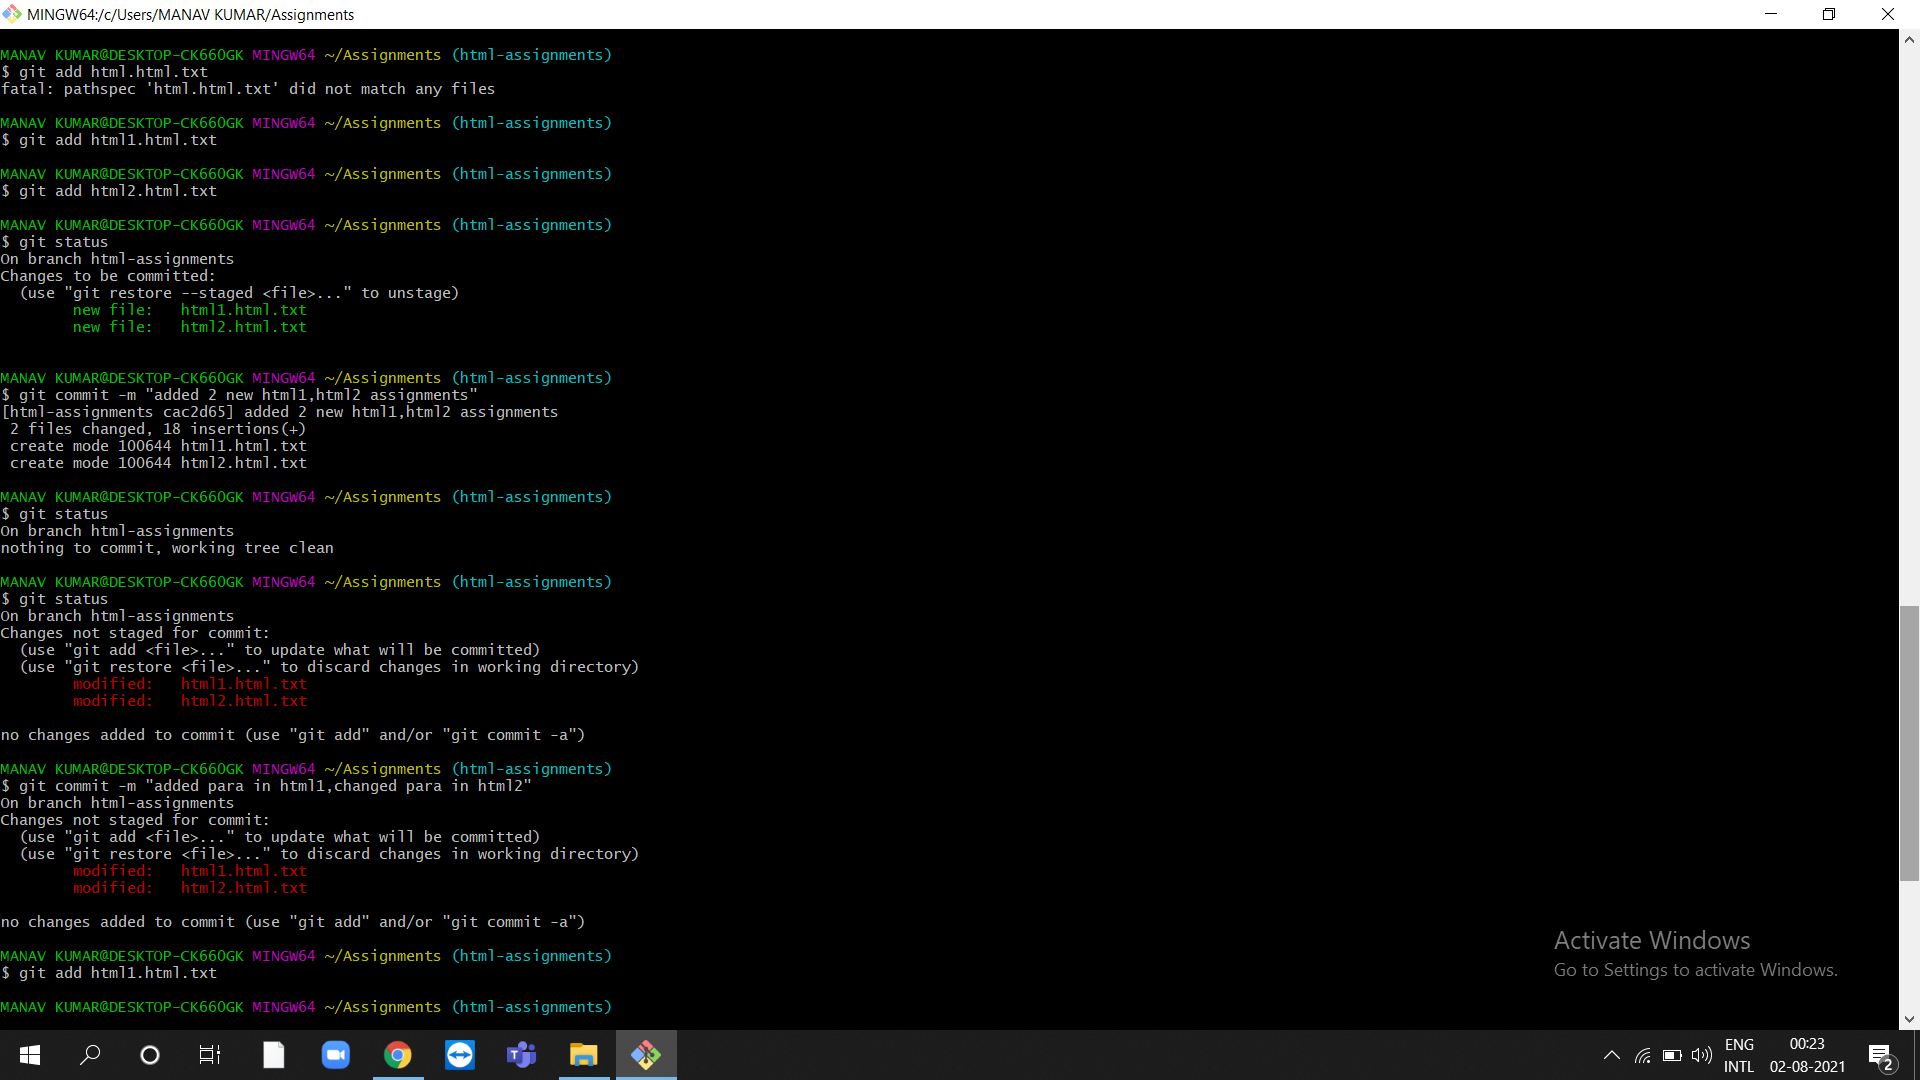 MINGW64:/c/Users/MANAV KUMAR/Assignments
MANAV KUMAR@DESKTOP-CK66OGK MINGW64 ~/Assignments (html-assignments)
$ git add html.html.txt
fatal: pathspec 'html.html.txt' did not match any files
MANAV KUMAR@DESKTOP-CK66OGK MINGW64 ~/Assignments (html-assignments)
$ git add html1.html.txt
MANAV KUMAR@DESKTOP-CK66OGK MINGW64 ~/Assignments (html-assignments)
$ git add html2.html.txt
MANAV KUMAR@DESKTOP-CK66OGK MINGW64 ~/Assignments (html-assignments)
$ git status
On branch html-assignments
Changes to be committed:
  (use "git restore --staged <file>..." to unstage)
        new file:   html1.html.txt
        new file:   html2.html.txt
MANAV KUMAR@DESKTOP-CK66OGK MINGW64 ~/Assignments (html-assignments)
$ git commit -m "added 2 new html1,html2 assignments"
[html-assignments cac2d65] added 2 new html1,html2 assignments
 2 files changed, 18 insertions(+)
 create mode 100644 html1.html.txt
 create mode 100644 html2.html.txt
MANAV KUMAR@DESKTOP-CK66OGK MINGW64 ~/Assignments (html-assignments)
$ git status
On branch html-assignments
nothing to commit, working tree clean
MANAV KUMAR@DESKTOP-CK66OGK MINGW64 ~/Assignments (html-assignments)
$ git status
On branch html-assignments
Changes not staged for commit:
  (use "git add <file>..." to update what will be committed)
  (use "git restore <file>..." to discard changes in working directory)
        modified:   html1.html.txt
        modified:   html2.html.txt
no changes added to commit (use "git add" and/or "git commit -a")
MANAV KUMAR@DESKTOP-CK66OGK MINGW64 ~/Assignments (html-assignments)
$ git commit -m "added para in html1,changed para in html2"
On branch html-assignments
Changes not staged for commit:
  (use "git add <file>..." to update what will be committed)
  (use "git restore <file>..." to discard changes in working directory)
        modified:   html1.html.txt
        modified:   html2.html.txt
no changes added to commit (use "git add" and/or "git commit -a")
MANAV KUMAR@DESKTOP-CK66OGK MINGW64 ~/Assignments (html-assignments)
$ git add html1.html.txt
MANAV KUMAR@DESKTOP-CK66OGK MINGW64 ~/Assignments (html-assignments)
Activate Windows
Go to Settings to activate Windows.
ENG
INTL
00:23
02-08-2021
2